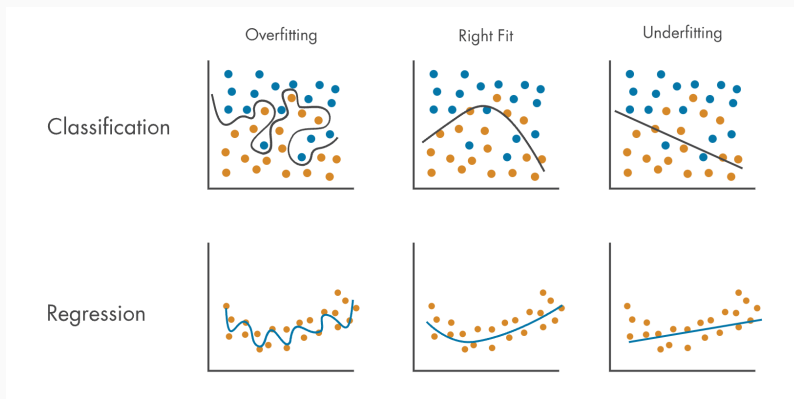 Overfitting
Right Fit
Underfitting
Classification
Regression